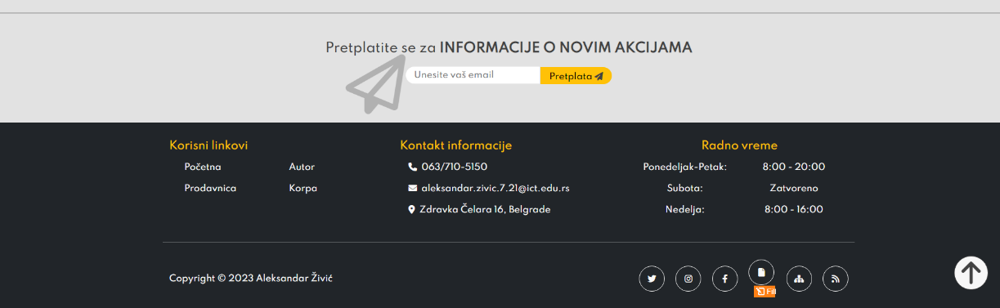 Pretplatite se za INFORMACIJE O NOVIM AKCIJAMA
Unesite vaš email
Pretplata
Korisni linkovi
Početna
Autor
Prodavnica
Korpa
Kontakt informacije
063/710-5150
aleksandar.zivic.7.21@ict.edu.rs
Zdravka Čelara 16, Belgrade
Radno vreme
Ponedeljak-Petak: 8:00 - 20:00
Subota: Zatvoreno
Nedelja: 8:00 - 16:00
Copyright © 2023 Aleksandar Živić